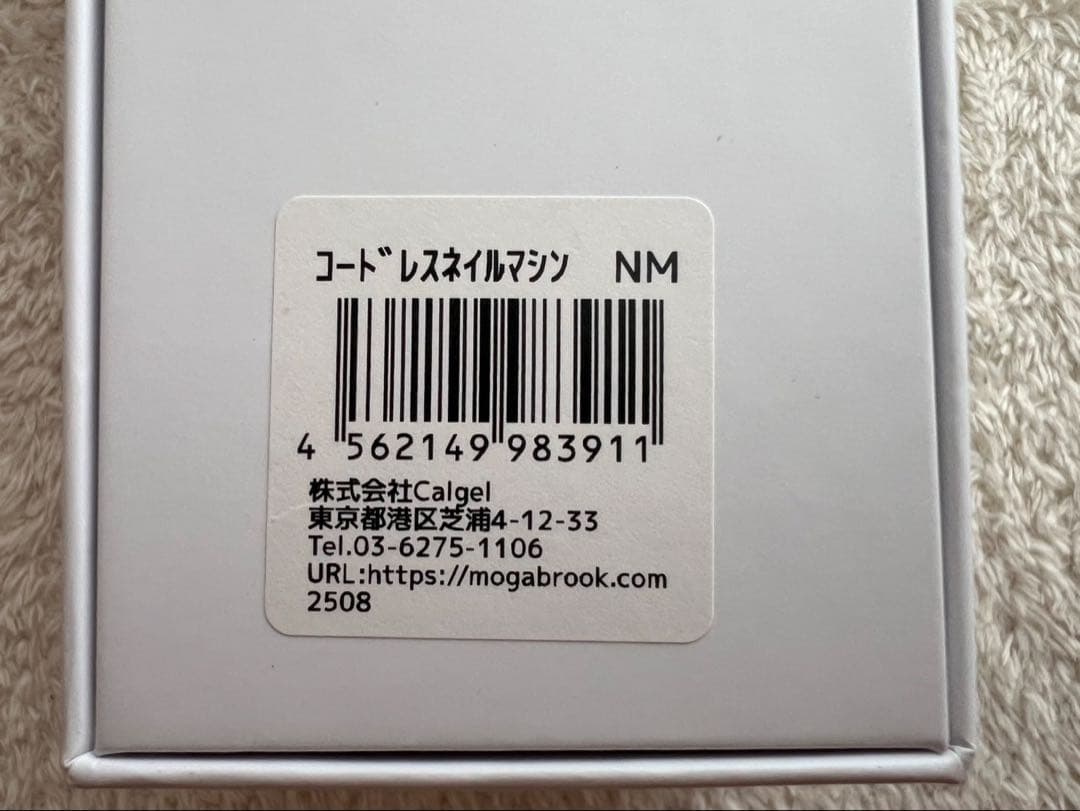 コードレスネイルマシン NM
4 562149 983911
株式会社Calgel
東京都港区芝浦4-12-33
Tel.03-6275-1106
URL:https://mogabrook.com
2508